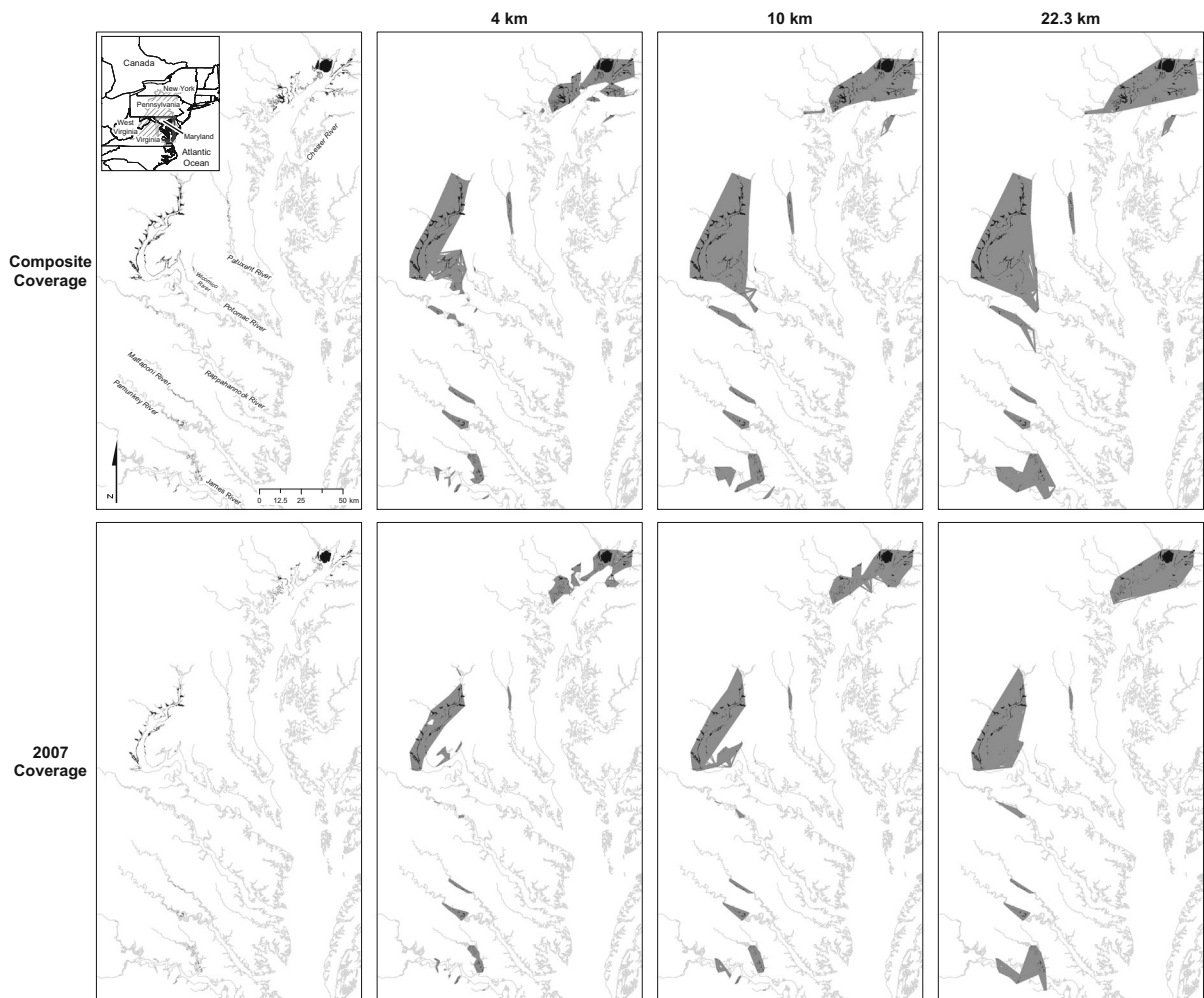 4 km
10 km
22.3 km
Canada
New York
Pennsylvania
West
Virginia
Virginia
Maryland
Atlantic
Ocean
Chester River
Composite
Coverage
Patuxent River
Wicomico
River
Potomac River
Mattaponi River
Rappahannock River
Pamunkey River
James River
N
0 12.5 25 50 km
2007
Coverage